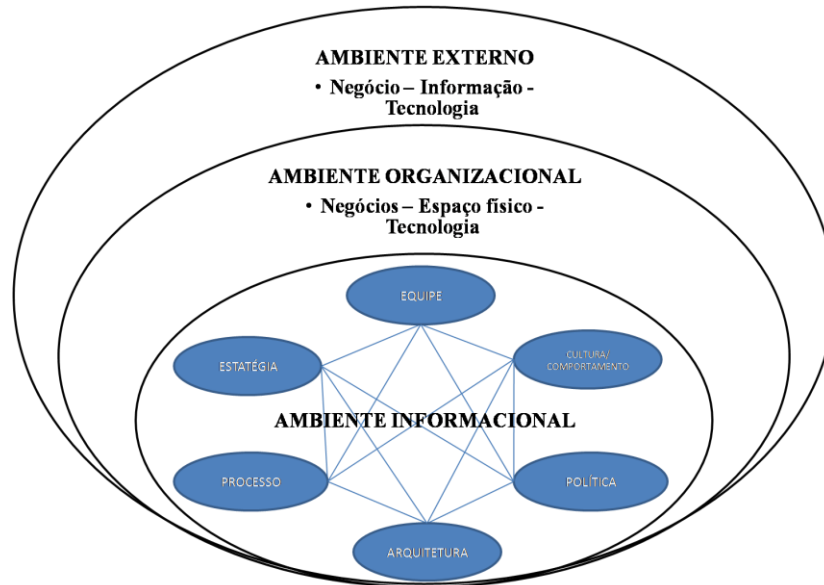 AMBIENTE EXTERNO
• Negócio – Informação -
Tecnologia
AMBIENTE ORGANIZACIONAL
• Negócios – Espaço físico -
Tecnologia
EQUIPE
ESTATÉGIA
CULTURA/
COMPORTAMENTO
AMBIENTE INFORMACIONAL
PROCESSO
POLÍTICA
ARQUITETURA